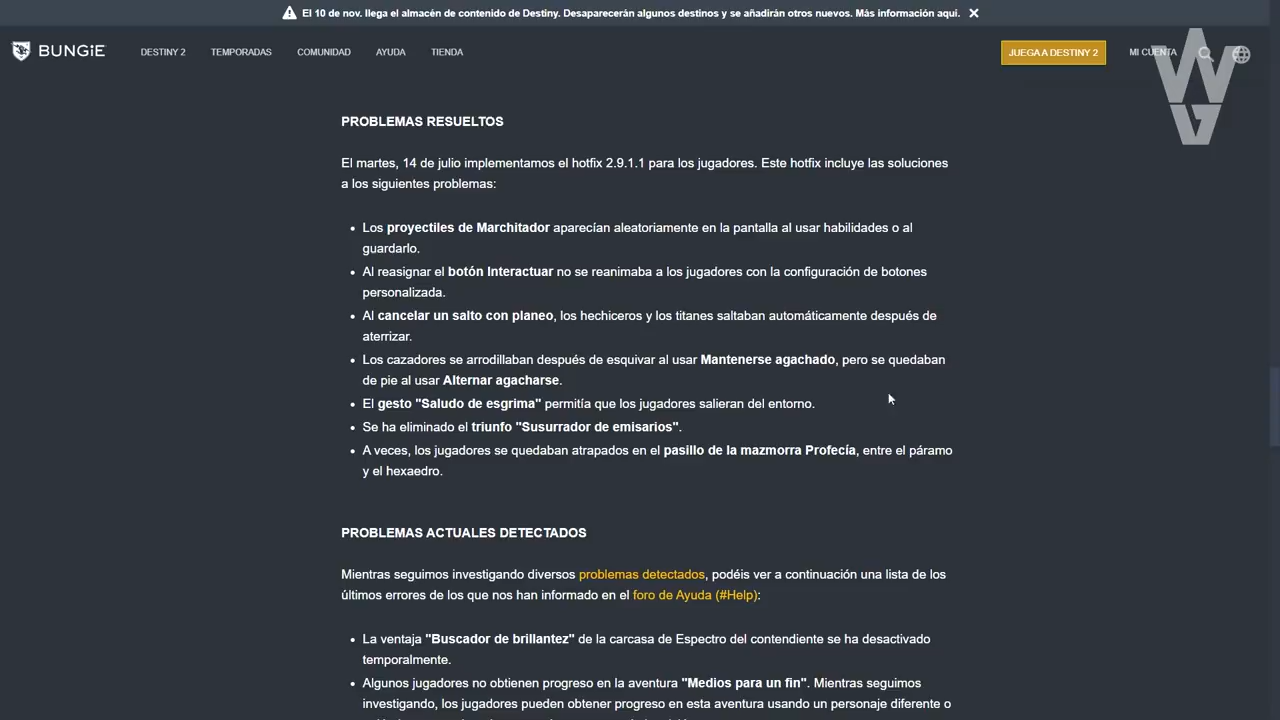 El 10 de nov. llega el almacén de contenido de Destiny. Desaparecerán algunos destinos y se añadirán otros nuevos. Más información aquí.
BUNGiE DESTINY 2 TEMPORADAS COMUNIDAD AYUDA TIENDA JUEGA A DESTINY 2 MI CUENTA
PROBLEMAS RESUELTOS
El martes, 14 de julio implementamos el hotfix 2.9.1.1 para los jugadores. Este hotfix incluye las soluciones
a los siguientes problemas:
• Los proyectiles de Marchitador aparecían aleatoriamente en la pantalla al usar habilidades o al
guardarlo.
• Al reasignar el botón Interactuar no se reanimaba a los jugadores con la configuración de botones
personalizada.
• Al cancelar un salto con planeo, los hechiceros y los titanes saltaban automáticamente después de
aterrizar.
• Los cazadores se arrodillaban después de esquivar al usar Mantenerse agachado, pero se quedaban
de pie al usar Alternar agacharse.
• El gesto "Saludo de esgrima" permitía que los jugadores salieran del entorno.
• Se ha eliminado el triunfo "Susurrador de emisarios".
• A veces, los jugadores se quedaban atrapados en el pasillo de la mazmorra Profecía, entre el páramo
y el hexaedro.
PROBLEMAS ACTUALES DETECTADOS
Mientras seguimos investigando diversos problemas detectados, podéis ver a continuación una lista de los
últimos errores de los que nos han informado en el foro de Ayuda (#Help):
• La ventaja "Buscador de brillantez" de la carcasa de Espectro del contendiente se ha desactivado
temporalmente.
• Algunos jugadores no obtienen progreso en la aventura "Medios para un fin". Mientras seguimos
investigando, los jugadores pueden obtener progreso en esta aventura usando un personaje diferente o